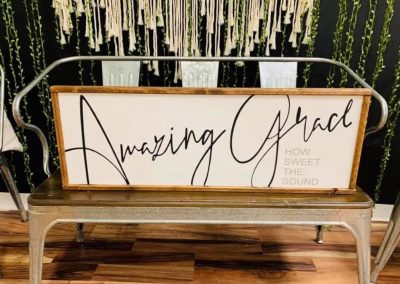 Amazing Grace
HOW
SWEET
THE
SOUND